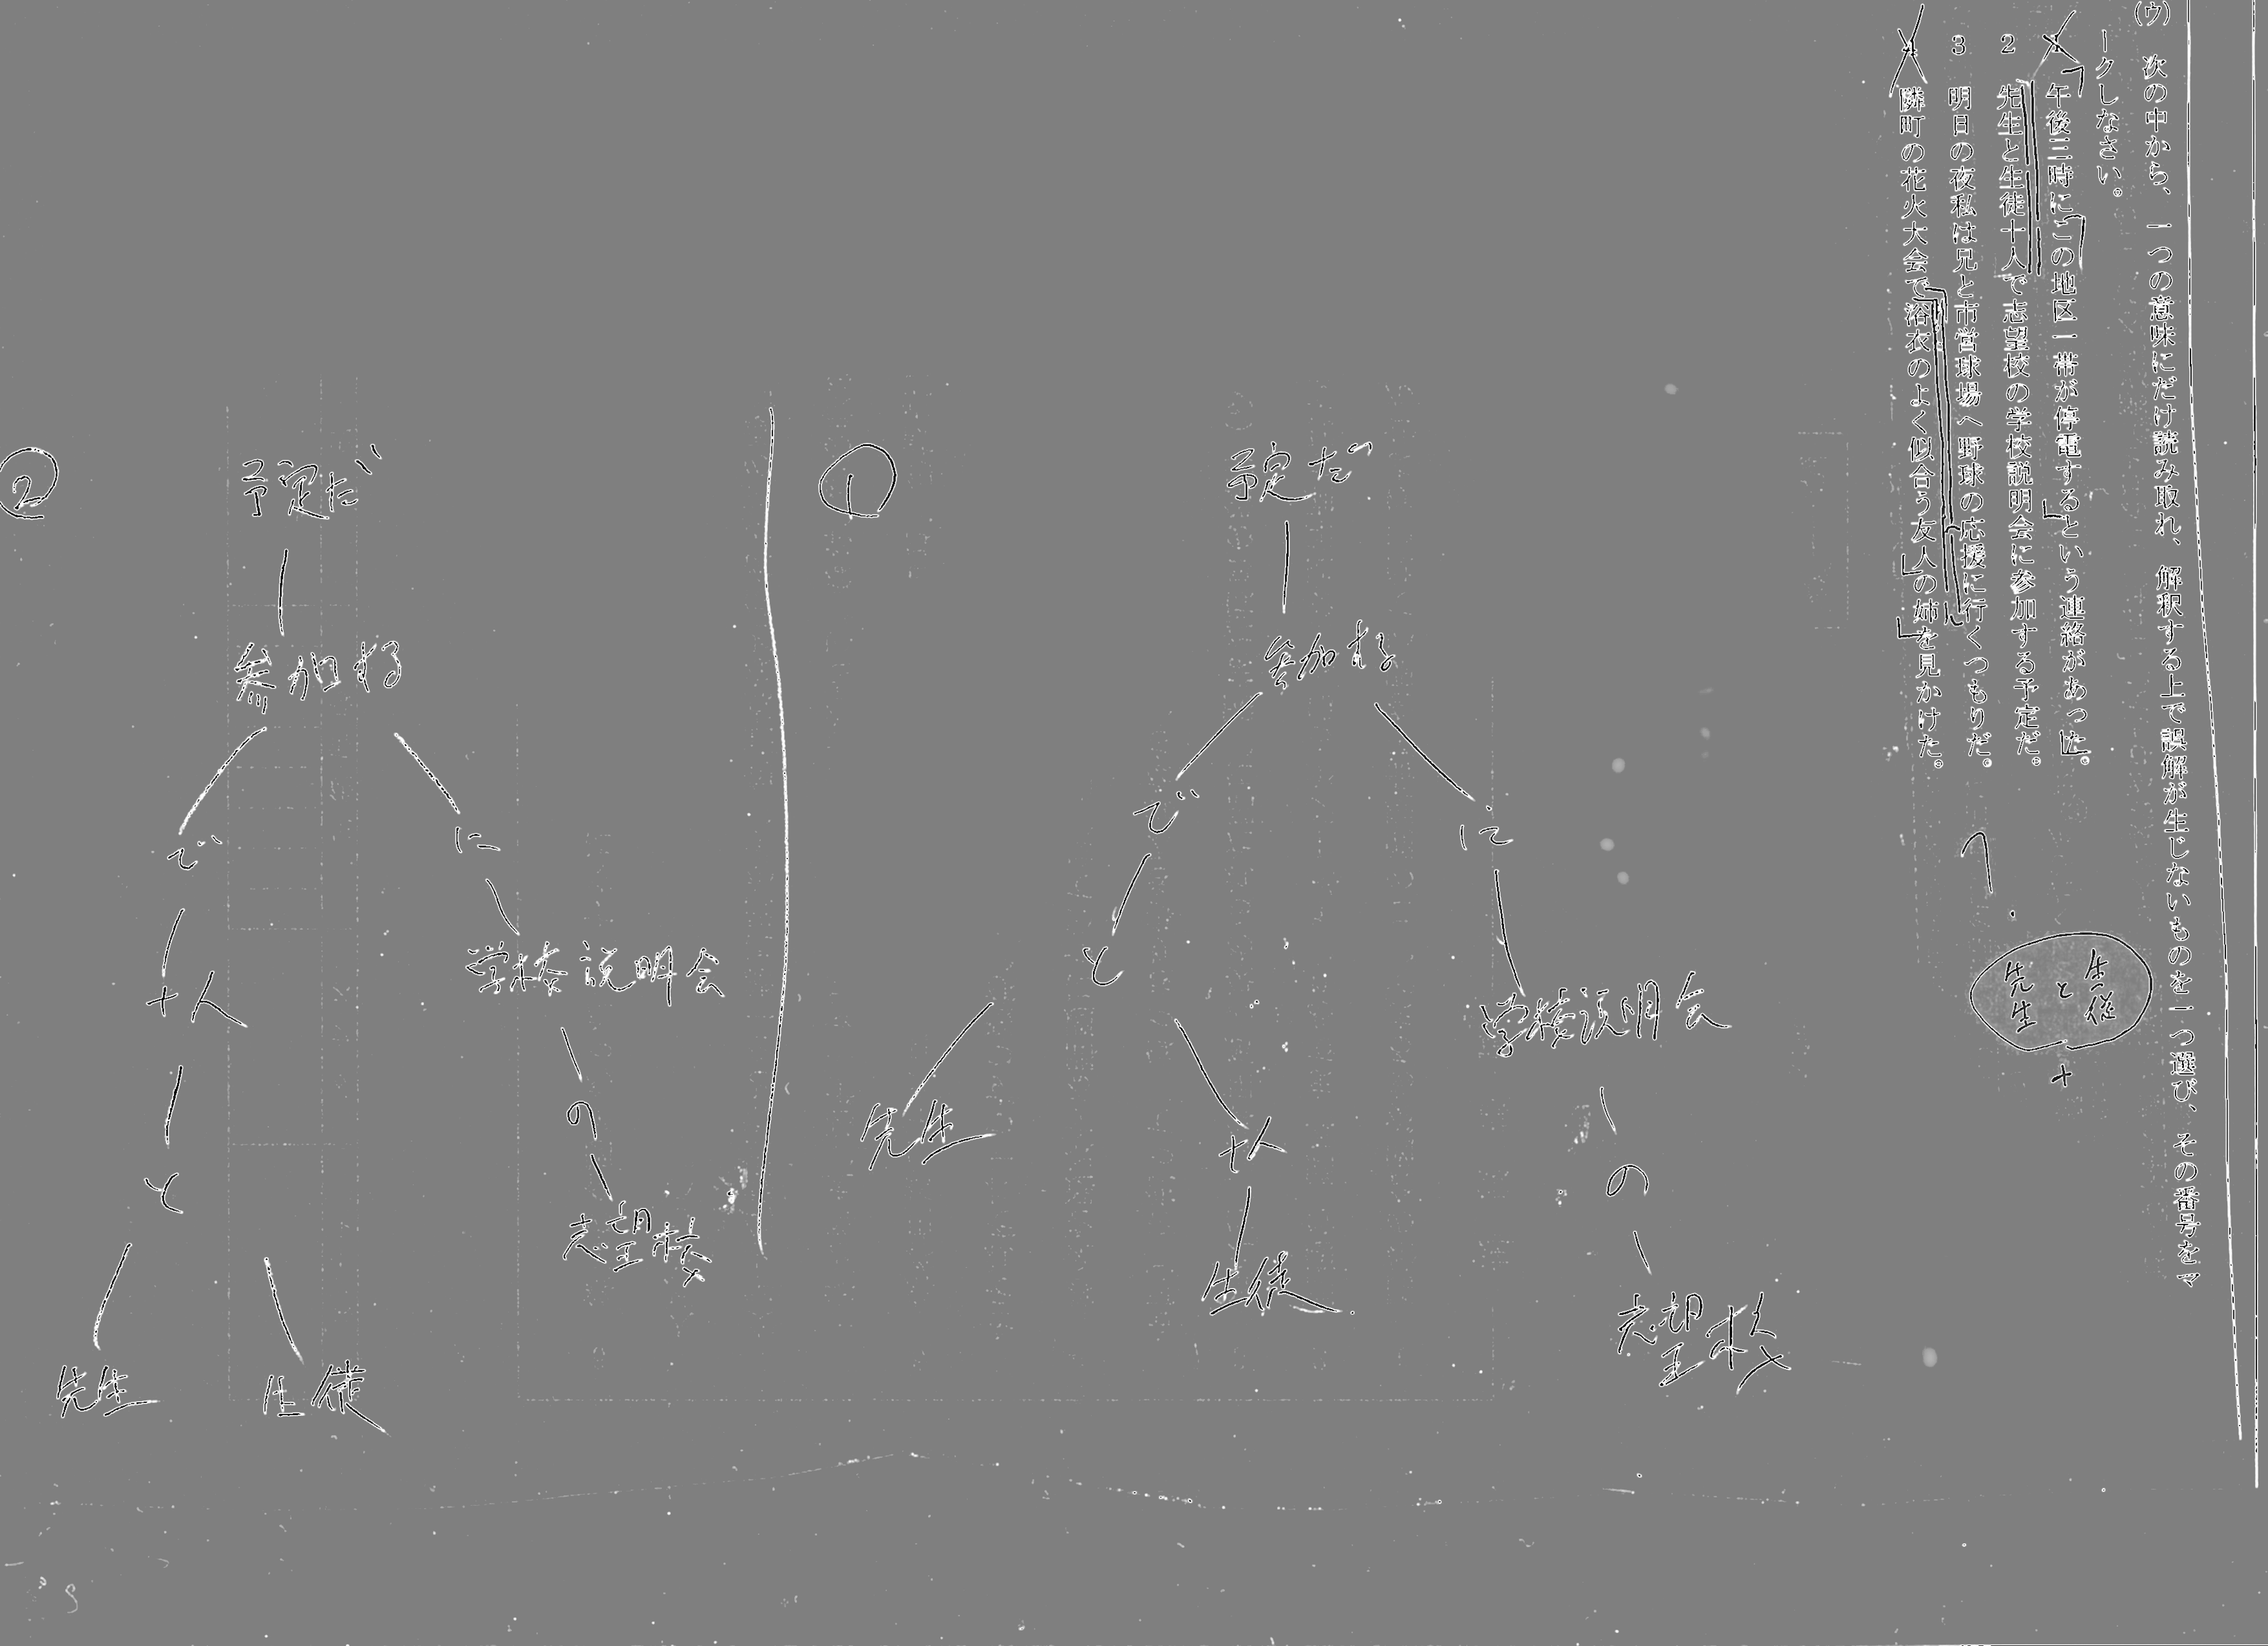 (ウ) 次の中から、一つの意味にだけ読み取れ、解釈する上で誤解が生じないものを一つ選び、その番号をマ
ークしなさい。
1 午後三時にこの地区一帯が停電するという連絡があった。
2 先生と生徒十人で志望校の学校説明会に参加する予定だ。
3 明日の夜私は兄と市営球場へ野球の応援に行くつもりだ。
4 隣町の花火大会で浴衣のよく似合う友人の姉を見かけた。
生徒
と
先生
+
①
予定だ
参加する
で
に
と
学校説明会
先生
十人
の
生徒
志望校
②
予定だ
参加する
で
に
十人
学校説明会
と
の
志望校
先生
生徒